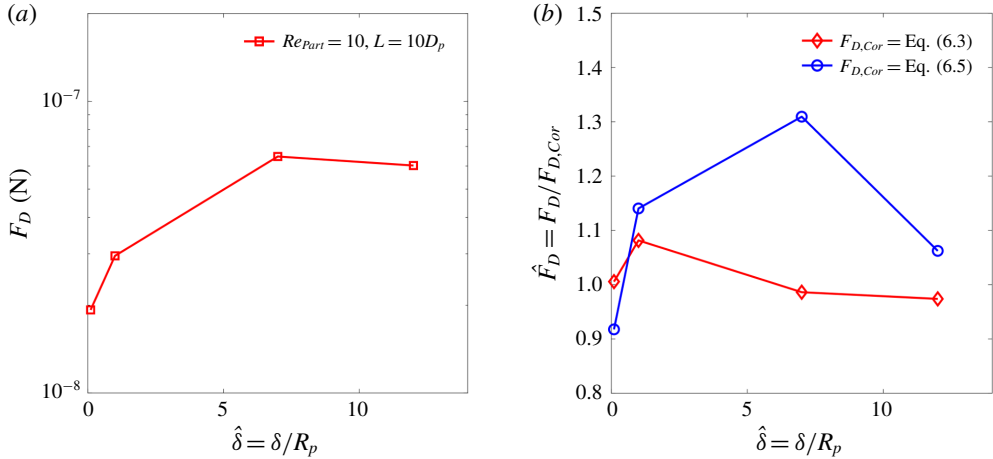 (a)
Re_Part = 10, L = 10D_p
10^-7
10^-8
F_D (N)
0
5
10
δ̂ = δ/R_p
(b)
F_D,Cor = Eq. (6.3)
F_D,Cor = Eq. (6.5)
1.5
1.4
1.3
1.2
1.1
1.0
0.9
0.8
F̂_D = F_D/F_D,Cor
0
5
10
δ̂ = δ/R_p